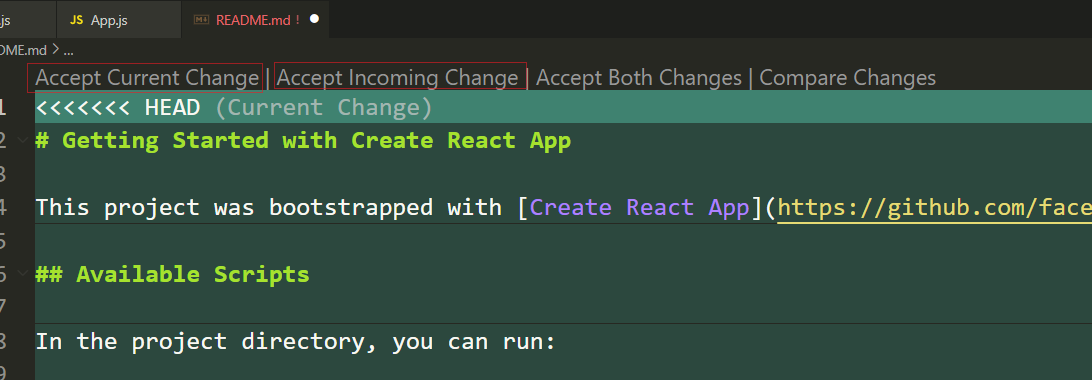 .js JS App.js README.md !
OME.md > ...
Accept Current Change | Accept Incoming Change | Accept Both Changes | Compare Changes
1 <<<<<<< HEAD (Current Change)
2 # Getting Started with Create React App
3
4 This project was bootstrapped with [Create React App](https://github.com/face
5
6 ## Available Scripts
7
8 In the project directory, you can run:
9